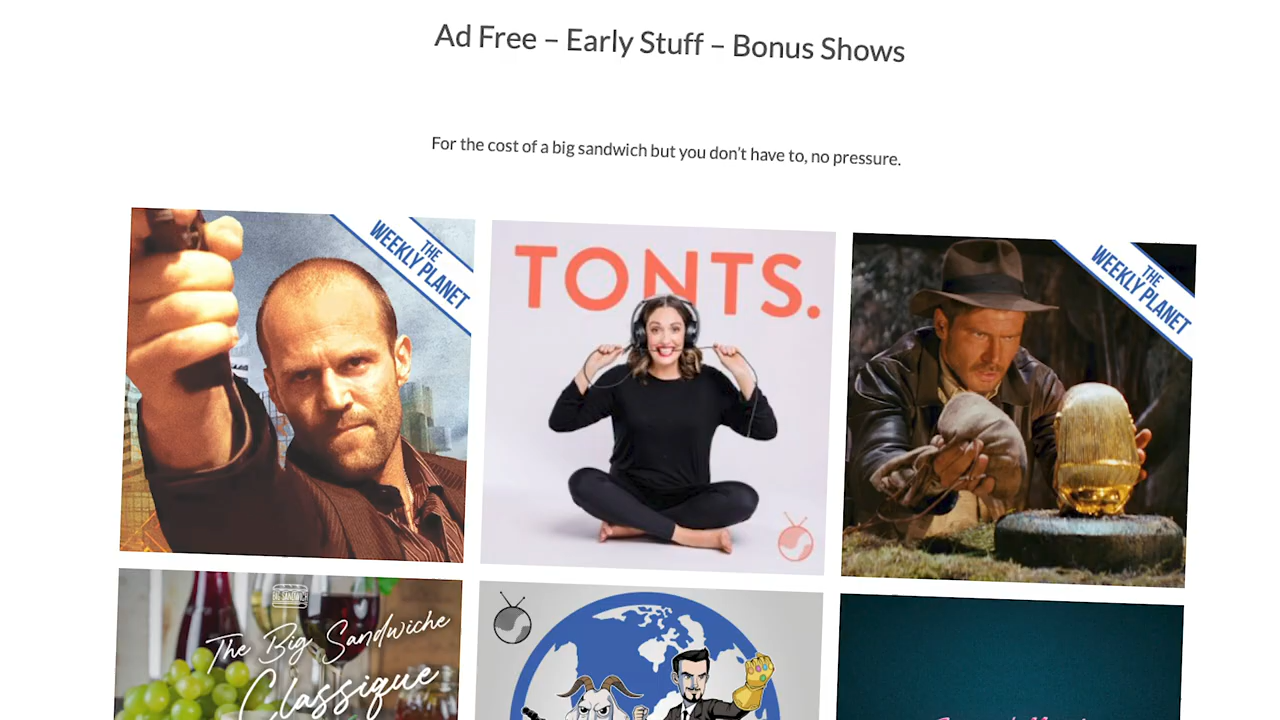 Ad Free – Early Stuff – Bonus Shows
For the cost of a big sandwich but you don’t have to, no pressure.
THE
WEEKLY PLANET
TONTS.
THE
WEEKLY PLANET
BIG SANDWICH
The Big Sandwiche
Classique